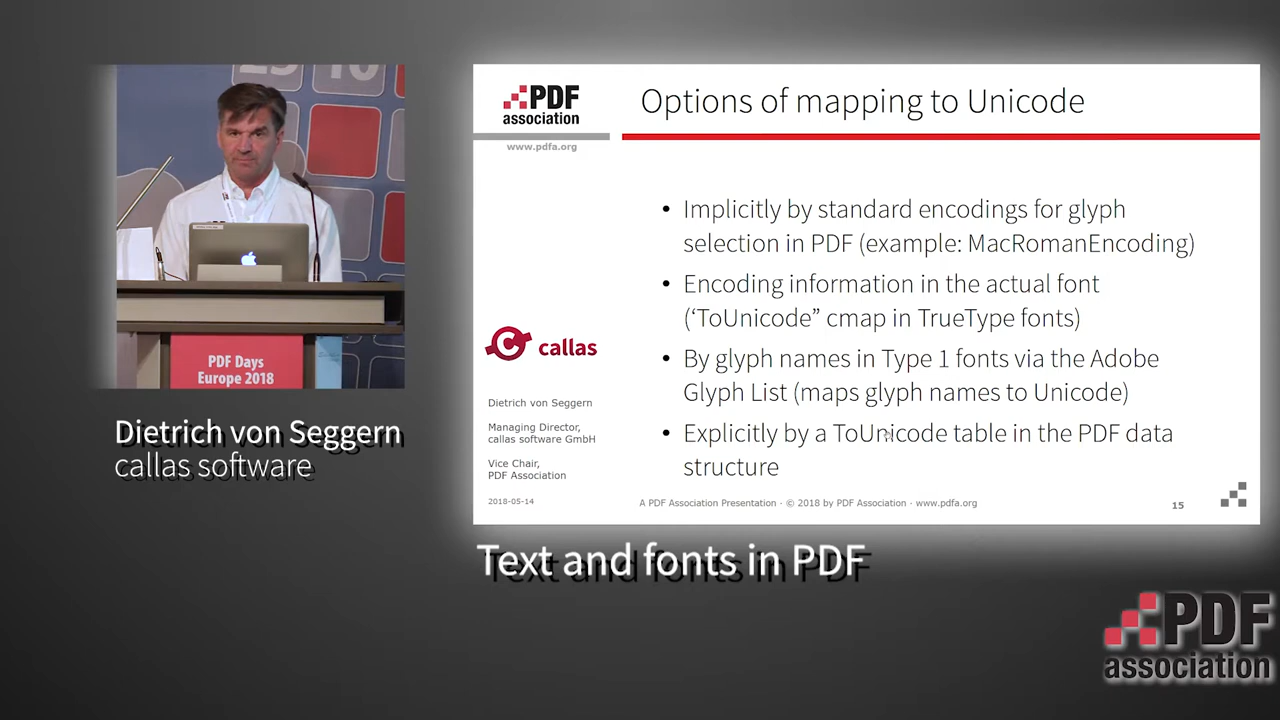 25 10
PDF Days
Europe 2018
Dietrich von Seggern
callas software
PDF
association
www.pdfa.org
Options of mapping to Unicode
• Implicitly by standard encodings for glyph
selection in PDF (example: MacRomanEncoding)
• Encoding information in the actual font
(‘ToUnicode” cmap in TrueType fonts)
• By glyph names in Type 1 fonts via the Adobe
Glyph List (maps glyph names to Unicode)
• Explicitly by a ToUnicode table in the PDF data
structure
callas
Dietrich von Seggern
Managing Director,
callas software GmbH
Vice Chair,
PDF Association
2018-05-14
A PDF Association Presentation · © 2018 by PDF Association · www.pdfa.org
15
Text and fonts in PDF
PDF
association